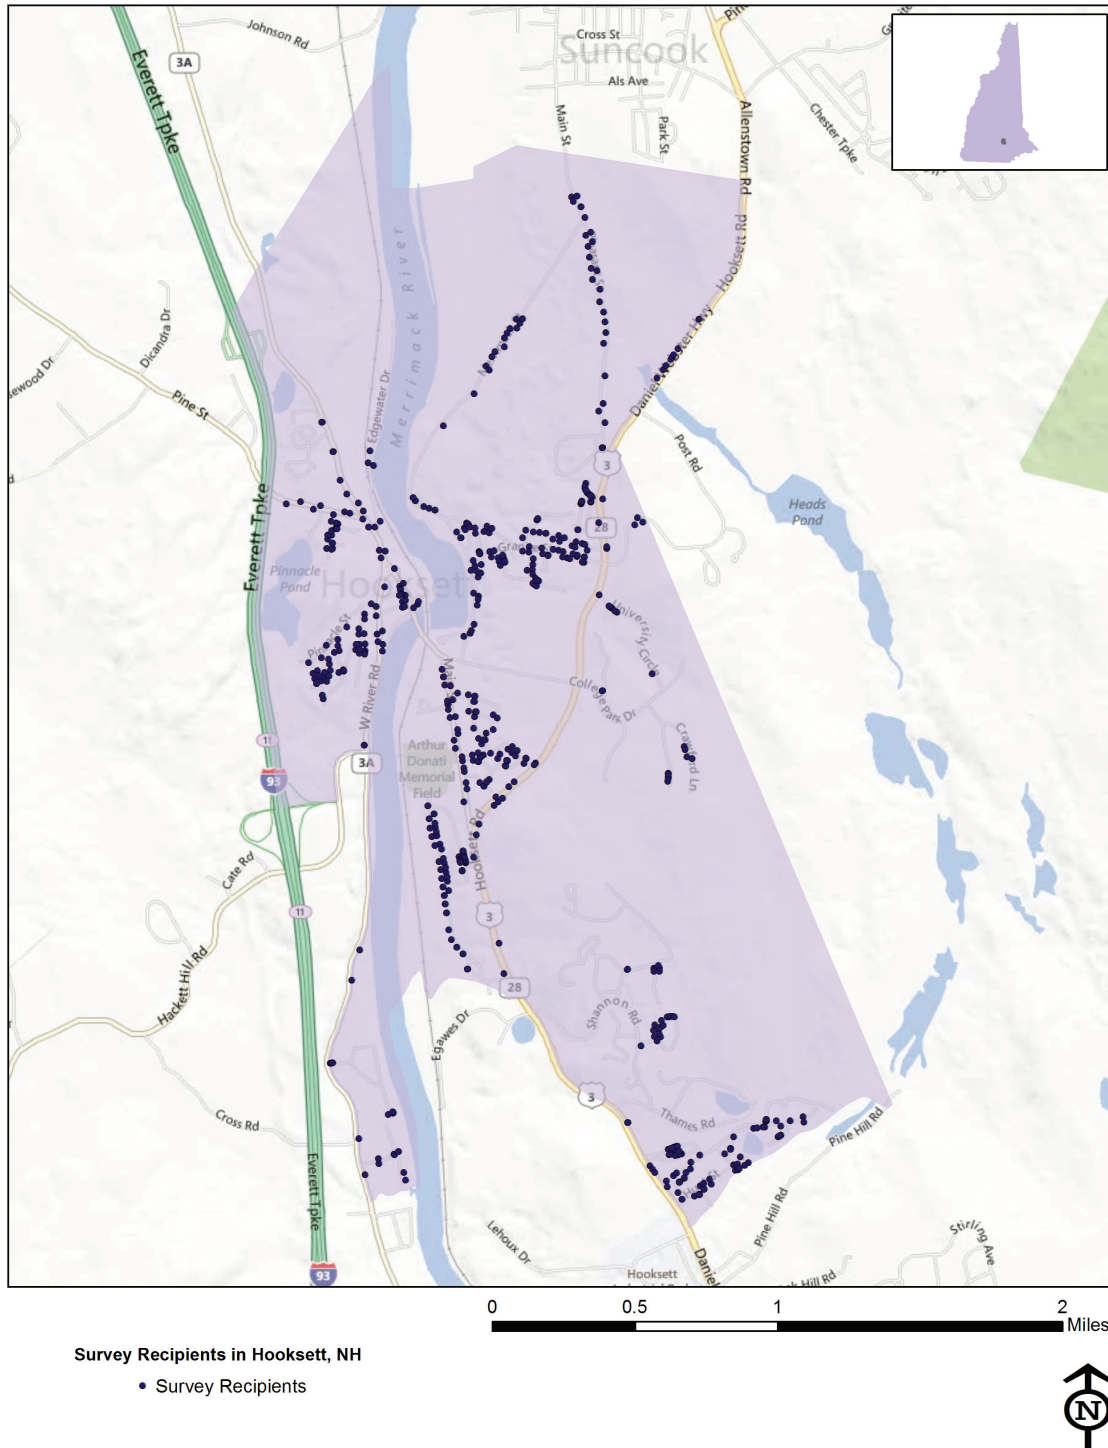 Johnson Rd
3A
Everett Tpke
Cross St
Suncook
Als Ave
Main St
Park St
Allenstown Rd
Chester Tpke
Hooksett Rd
Merrimack River
Dicandra Dr
Edgewater Dr
Daniel Webster Hwy
Pine St
Post Rd
3
Heads
Pond
28
Everett Tpke
Pinnacle
Pond
Hooksett
University Circle
Pinnacle St
W River Rd
College Park Dr
Crawford Ln
11
93
3A
Arthur
Donati
Memorial
Field
Hooksett Rd
Cate Rd
11
3
Hackett Hill Rd
28
Shannon Rd
Egawes Dr
3
Thames Rd
Cross Rd
Pine Hill Rd
Everett Tpke
Pine Hill Rd
Lehoux Dr
Stirling Ave
93
Hooksett
0 0.5 1 2
Miles
Survey Recipients in Hooksett, NH
Survey Recipients
N